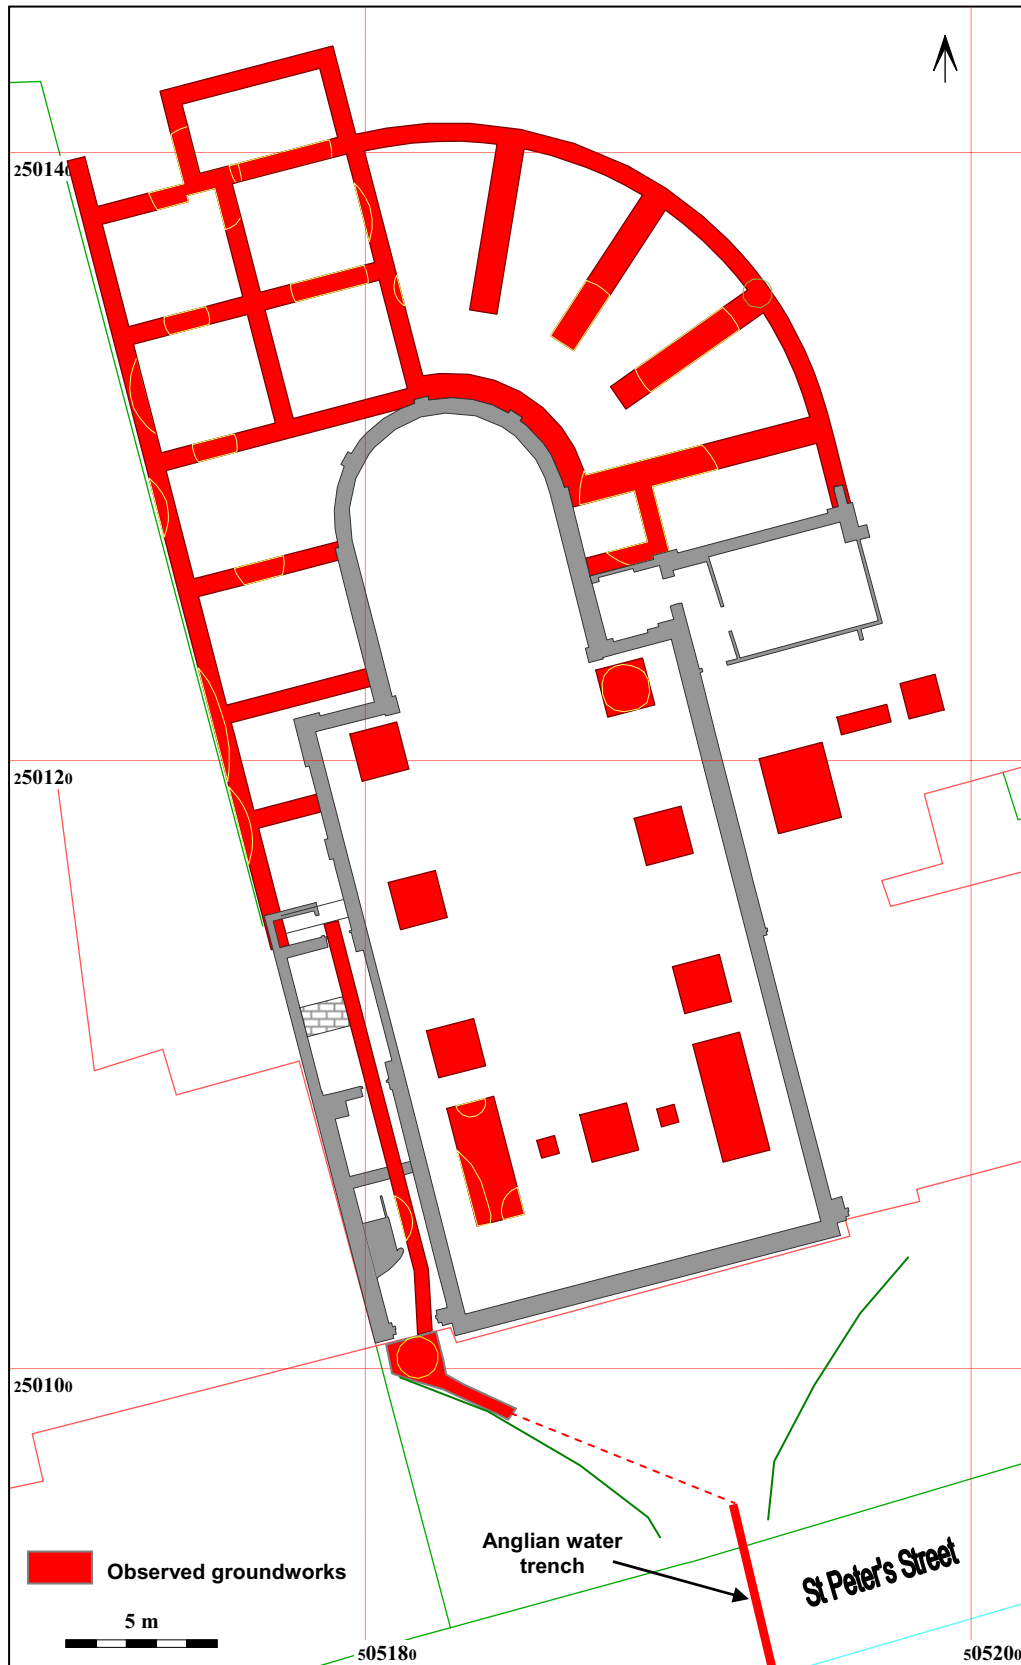 250140
250120
250100
Anglian water
trench
St Peter's Street
Observed groundworks
5 m
505180
505200